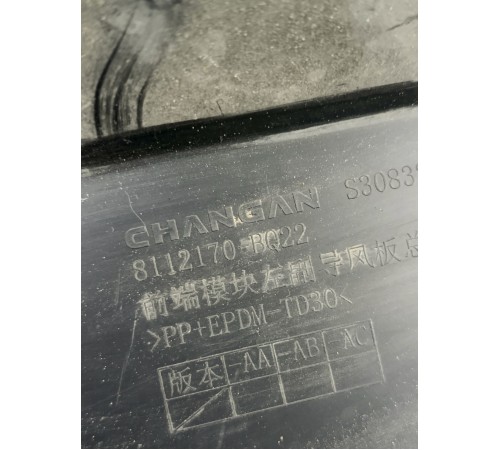 CHANGAN S3083
8112170-BQ22
前端模块左侧导风板总
>PP+EPDM-TD30<
版本 AA AB AC